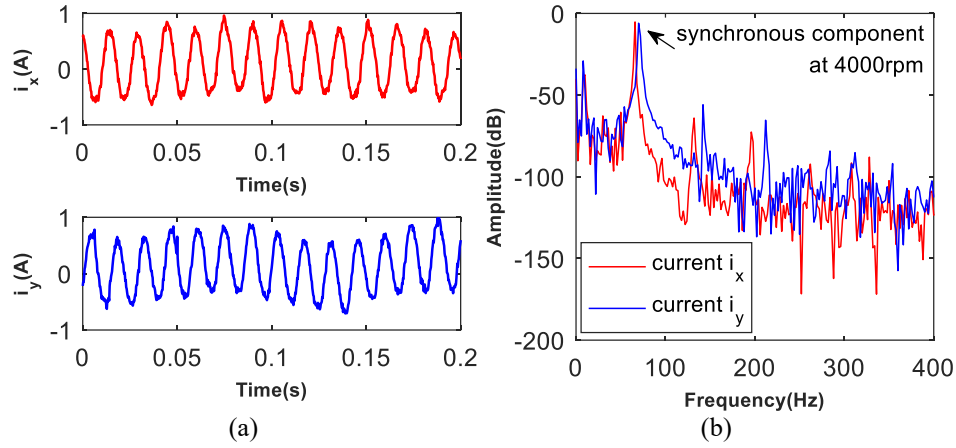 1
0
-1
i_x(A)
0
0.05
0.1
0.15
0.2
Time(s)
1
0
-1
i_y(A)
0
0.05
0.1
0.15
0.2
Time(s)
(a)
0
-50
-100
-150
-200
Amplitude(dB)
synchronous component
at 4000rpm
current i_x
current i_y
0
100
200
300
400
Frequency(Hz)
(b)